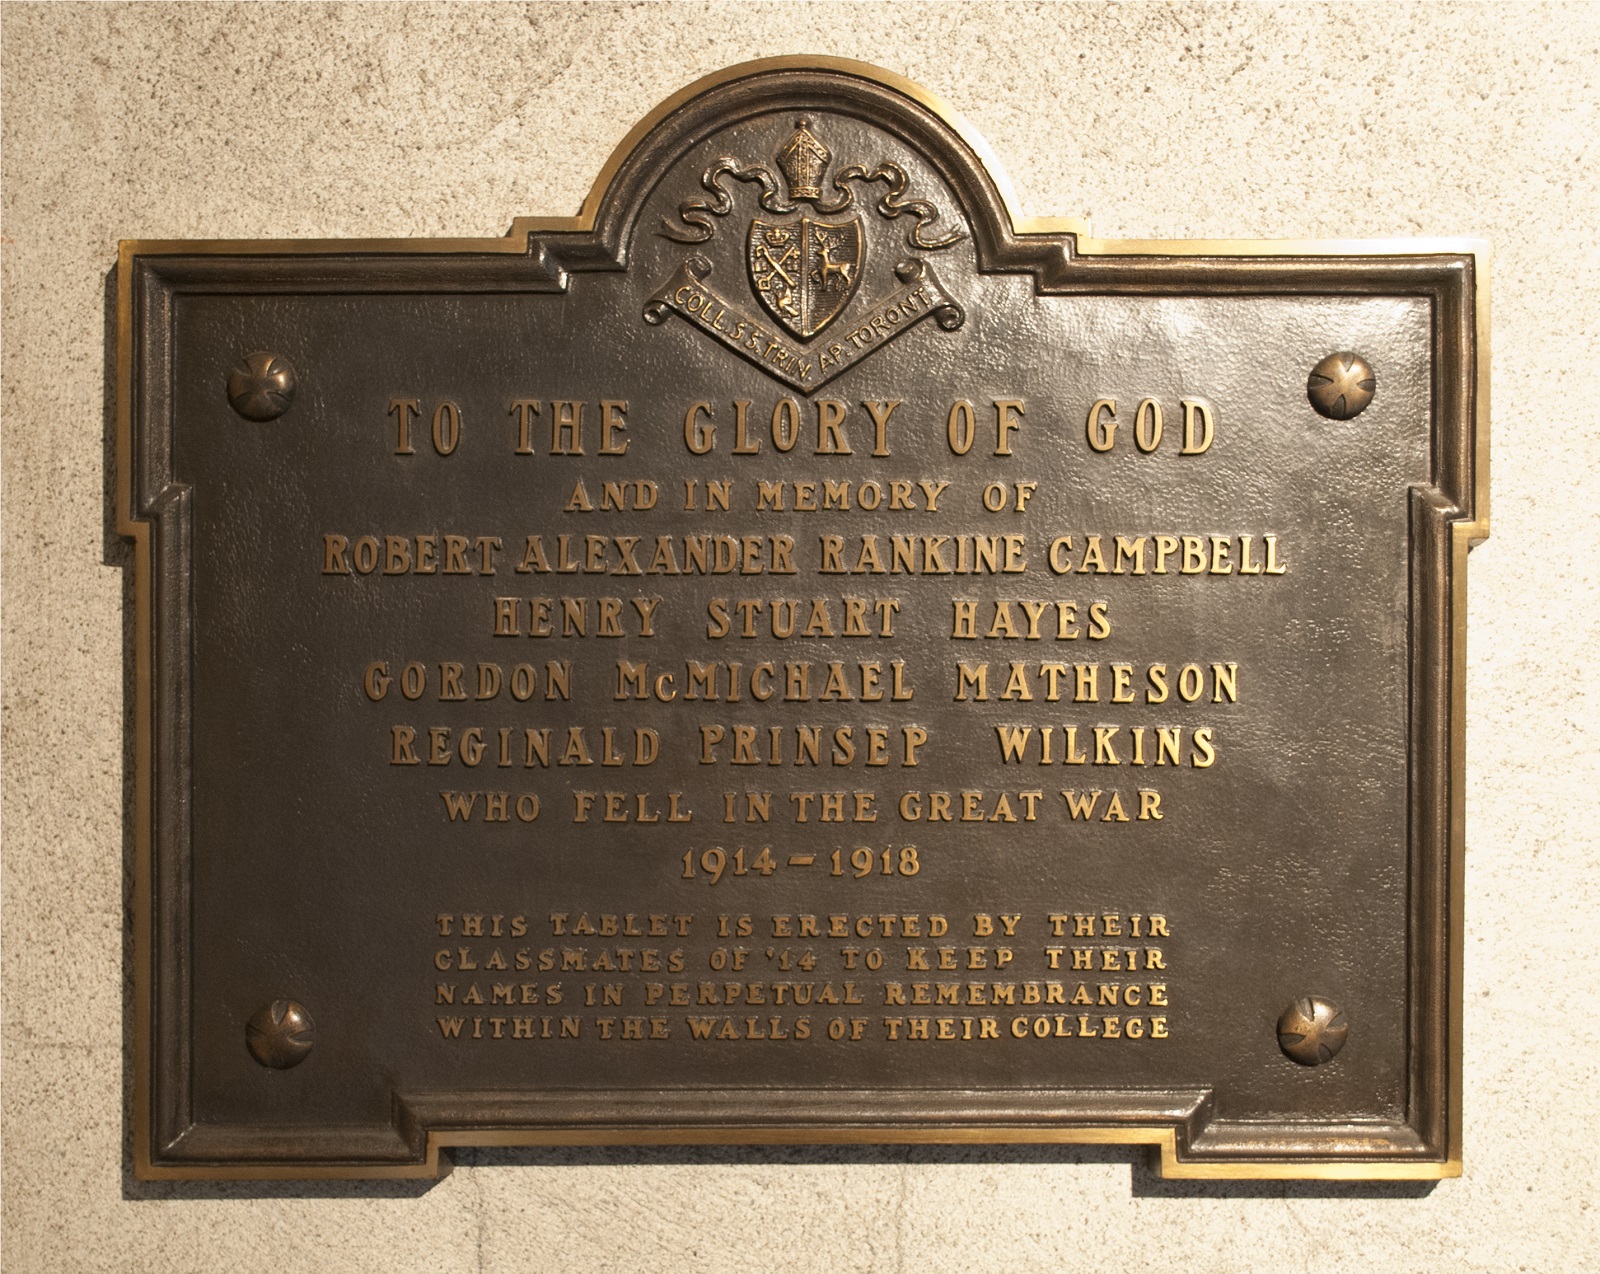 COLL. S. S. TRIN. AP. TORONT
TO THE GLORY OF GOD
AND IN MEMORY OF
ROBERT ALEXANDER RANKINE CAMPBELL
HENRY STUART HAYES
GORDON McMICHAEL MATHESON
REGINALD PRINSEP WILKINS
WHO FELL IN THE GREAT WAR
1914 – 1918
THIS TABLET IS ERECTED BY THEIR
CLASSMATES OF '14 TO KEEP THEIR
NAMES IN PERPETUAL REMEMBRANCE
WITHIN THE WALLS OF THEIR COLLEGE